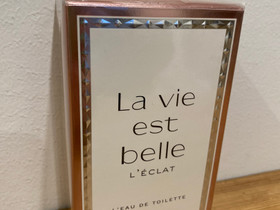 La vie
est
belle
L'ÉCLAT
L'EAU DE TOILETTE